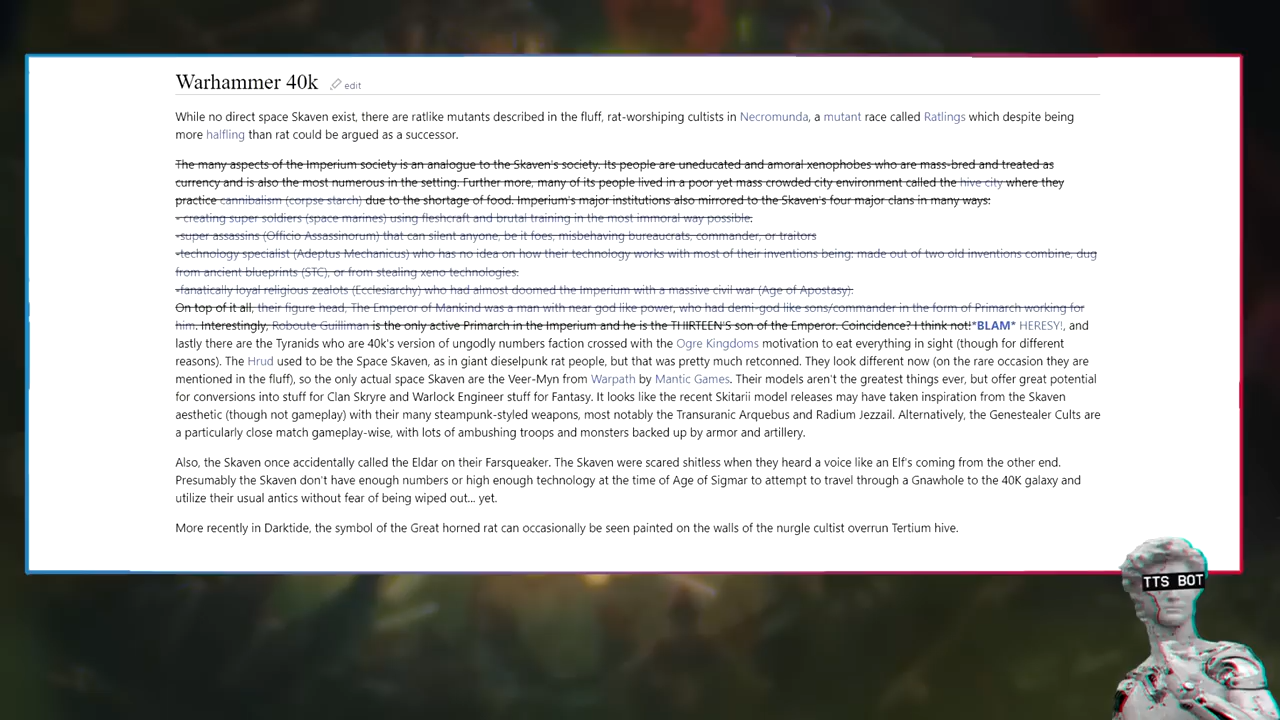 Warhammer 40k edit
While no direct space Skaven exist, there are ratlike mutants described in the fluff, rat-worshiping cultists in Necromunda, a mutant race called Ratlings which despite being
more halfling than rat could be argued as a successor.
The many aspects of the Imperium society is an analogue to the Skaven's society. Its people are uneducated and amoral xenophobes who are mass-bred and treated as
currency and is also the most numerous in the setting. Further more, many of its people lived in a poor yet mass crowded city environment called the hive city where they
practice cannibalism (corpse starch) due to the shortage of food. Imperium's major institutions also mirrored to the Skaven's four major clans in many ways:
- creating super soldiers (space marines) using fleshcraft and brutal training in the most immoral way possible.
-super assassins (Officio Assassinorum) that can silent anyone, be it foes, misbehaving bureaucrats, commander, or traitors
-technology specialist (Adeptus Mechanicus) who has no idea on how their technology works with most of their inventions being: made out of two old inventions combine, dug
from ancient blueprints (STC), or from stealing xeno technologies.
-fanatically loyal religious zealots (Ecclesiarchy) who had almost doomed the Imperium with a massive civil war (Age of Apostasy).
On top of it all, their figure head, The Emperor of Mankind was a man with near god like power, who had demi-god like sons/commander in the form of Primarch working for
him. Interestingly, Roboute Guilliman is the only active Primarch in the Imperium and he is the THIRTEEN'S son of the Emperor. Coincidence? I think not!*BLAM* HERESY!, and
lastly there are the Tyranids who are 40k's version of ungodly numbers faction crossed with the Ogre Kingdoms motivation to eat everything in sight (though for different
reasons). The Hrud used to be the Space Skaven, as in giant dieselpunk rat people, but that was pretty much retconned. They look different now (on the rare occasion they are
mentioned in the fluff), so the only actual space Skaven are the Veer-Myn from Warpath by Mantic Games. Their models aren't the greatest things ever, but offer great potential
for conversions into stuff for Clan Skryre and Warlock Engineer stuff for Fantasy. It looks like the recent Skitarii model releases may have taken inspiration from the Skaven
aesthetic (though not gameplay) with their many steampunk-styled weapons, most notably the Transuranic Arquebus and Radium Jezzail. Alternatively, the Genestealer Cults are
a particularly close match gameplay-wise, with lots of ambushing troops and monsters backed up by armor and artillery.
Also, the Skaven once accidentally called the Eldar on their Farsqueaker. The Skaven were scared shitless when they heard a voice like an Elf's coming from the other end.
Presumably the Skaven don't have enough numbers or high enough technology at the time of Age of Sigmar to attempt to travel through a Gnawhole to the 40K galaxy and
utilize their usual antics without fear of being wiped out... yet.
More recently in Darktide, the symbol of the Great horned rat can occasionally be seen painted on the walls of the nurgle cultist overrun Tertium hive.
TTS BOT